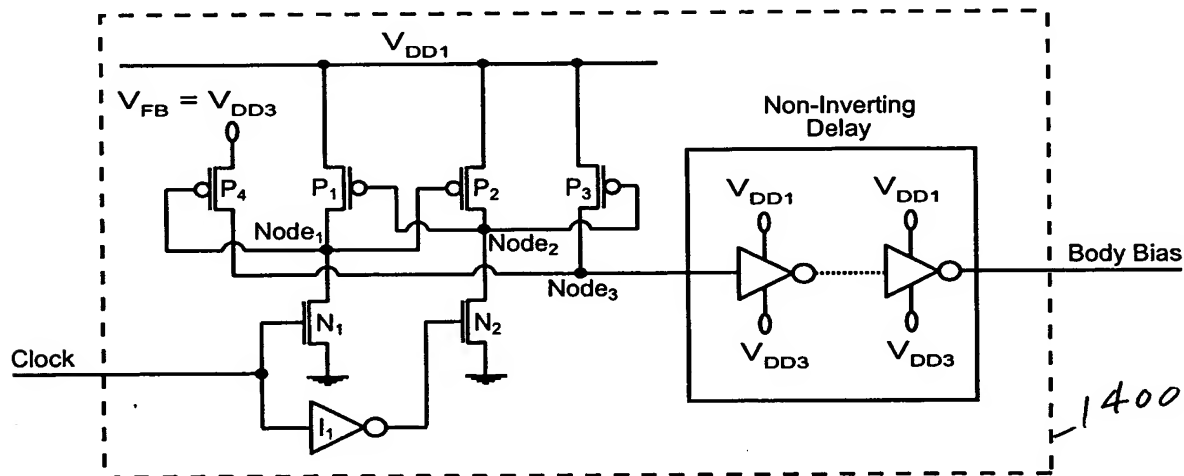 V_DD1
V_FB = V_DD3
Non-Inverting
Delay
P_4
P_1
P_2
P_3
V_DD1
V_DD1
Node_1
Node_2
Node_3
Body Bias
N_1
N_2
V_DD3
V_DD3
Clock
I_1
1400